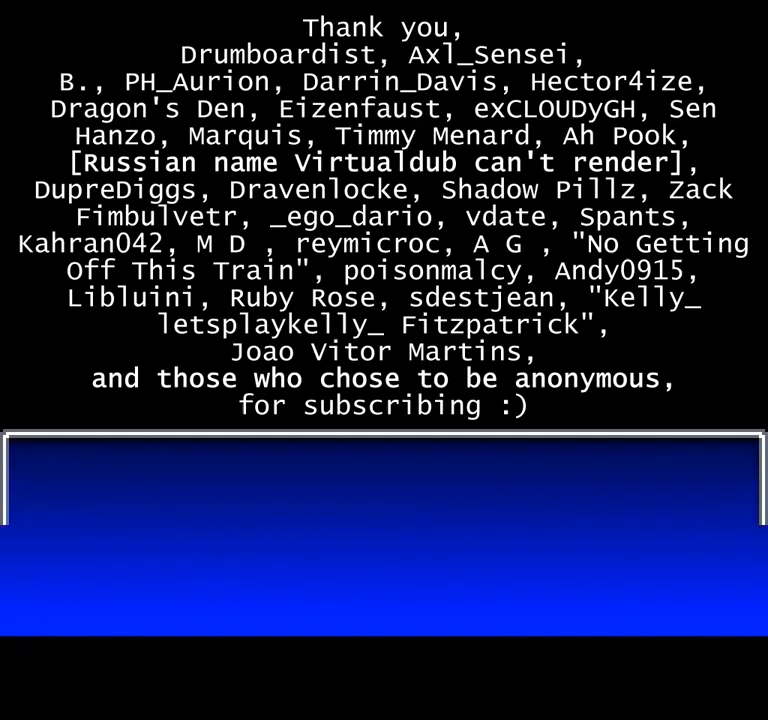 Thank you,
Drumboardist, Axl_Sensei,
B., PH_Aurion, Darrin_Davis, Hector4ize,
Dragon's Den, Eizenfaust, exCLOUDyGH, Sen
Hanzo, Marquis, Timmy Menard, Ah Pook,
[Russian name Virtualdub can't render],
DupreDiggs, Dravenlocke, Shadow Pillz, Zack
Fimbulvetr, _ego_dario, vdate, Spants,
Kahran042, M D , reymicroc, A G , "No Getting
Off This Train", poisonmalcy, Andy0915,
Libluini, Ruby Rose, sdestjean, "Kelly_
letsplaykelly_ Fitzpatrick",
Joao Vitor Martins,
and those who chose to be anonymous,
for subscribing :)